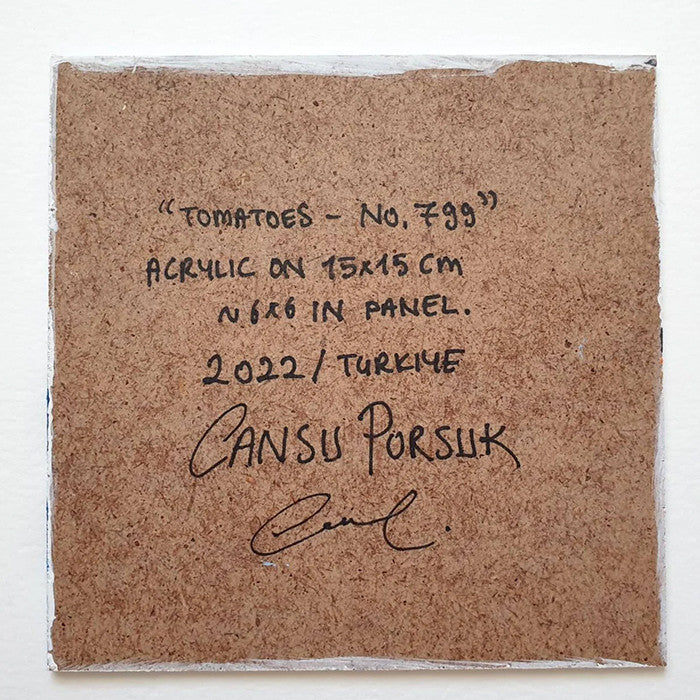 “TOMATOES - NO. 799”
ACRYLIC ON 15x15 CM
~ 6x6 IN PANEL.
2022 / TURKIYE
CANSU PORSUK